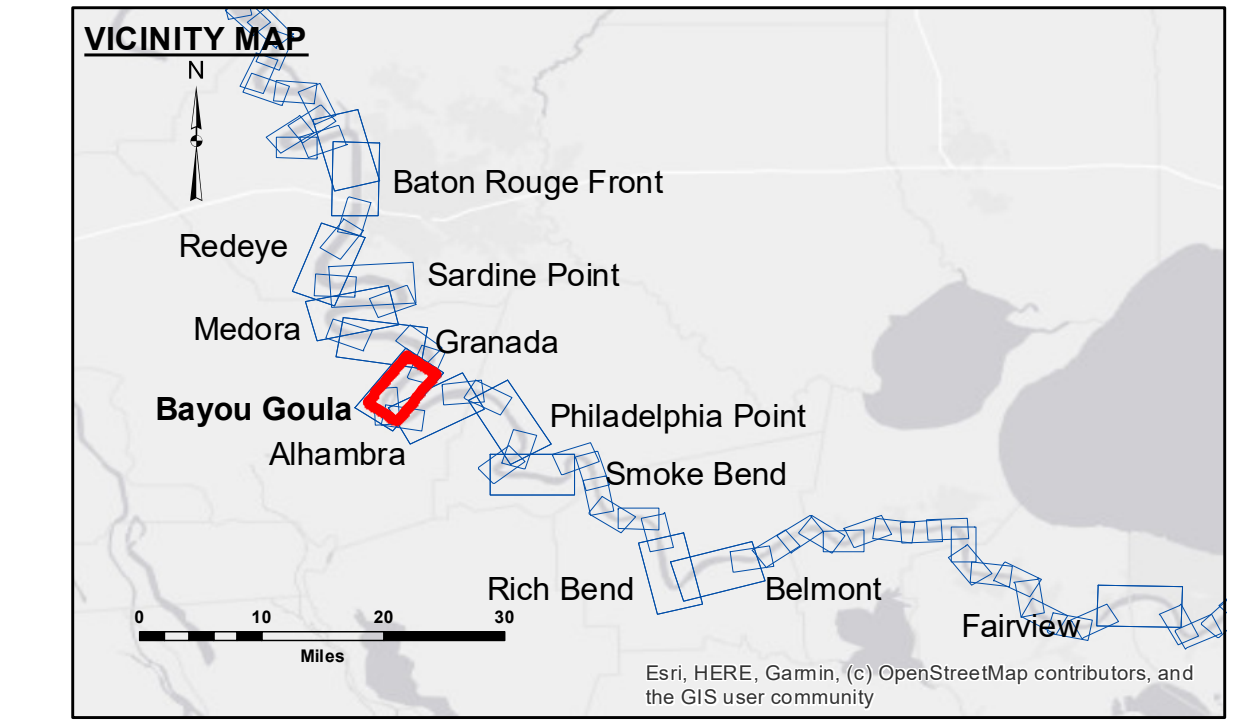 VICINITY MAP
N
Baton Rouge Front
Redeye
Sardine Point
Medora
Granada
Bayou Goula
Philadelphia Point
Alhambra
Smoke Bend
Rich Bend
Belmont
Fairview
0 10 20 30
Miles
Esri, HERE, Garmin, (c) OpenStreetMap contributors, and
the GIS user community